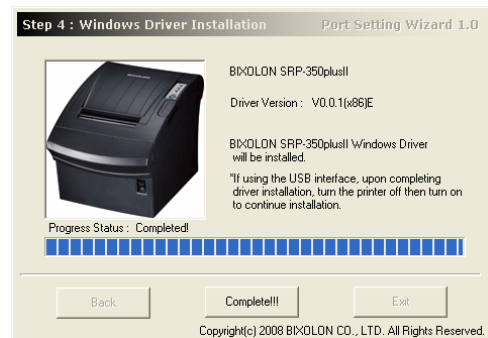 Step 4 : Windows Driver Installation Port Setting Wizard 1.0
BIXOLON SRP-350plusII
Driver Version : V0.0.1(x86)E
BIXOLON SRP-350plusII Windows Driver
will be installed.
"If using the USB interface, upon completing
driver installation, turn the printer off then turn on
to continue installation.
Progress Status : Completed!
Back Complete!!! Exit
Copyright(c) 2008 BIXOLON CO., LTD. All Rights Reserved.